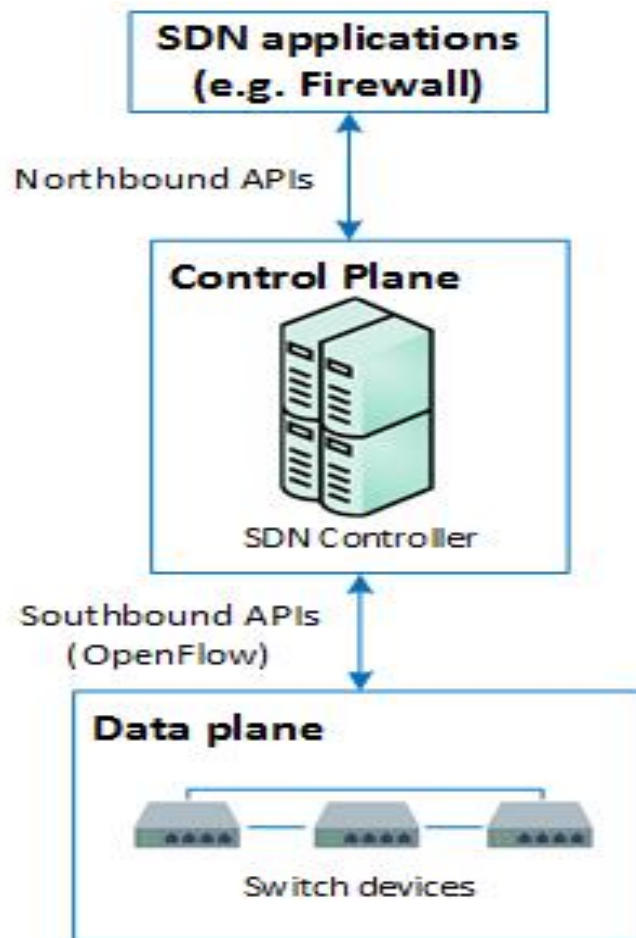 SDN applications
(e.g. Firewall)
Northbound APIs
Control Plane
SDN Controller
Southbound APIs
(OpenFlow)
Data plane
Switch devices